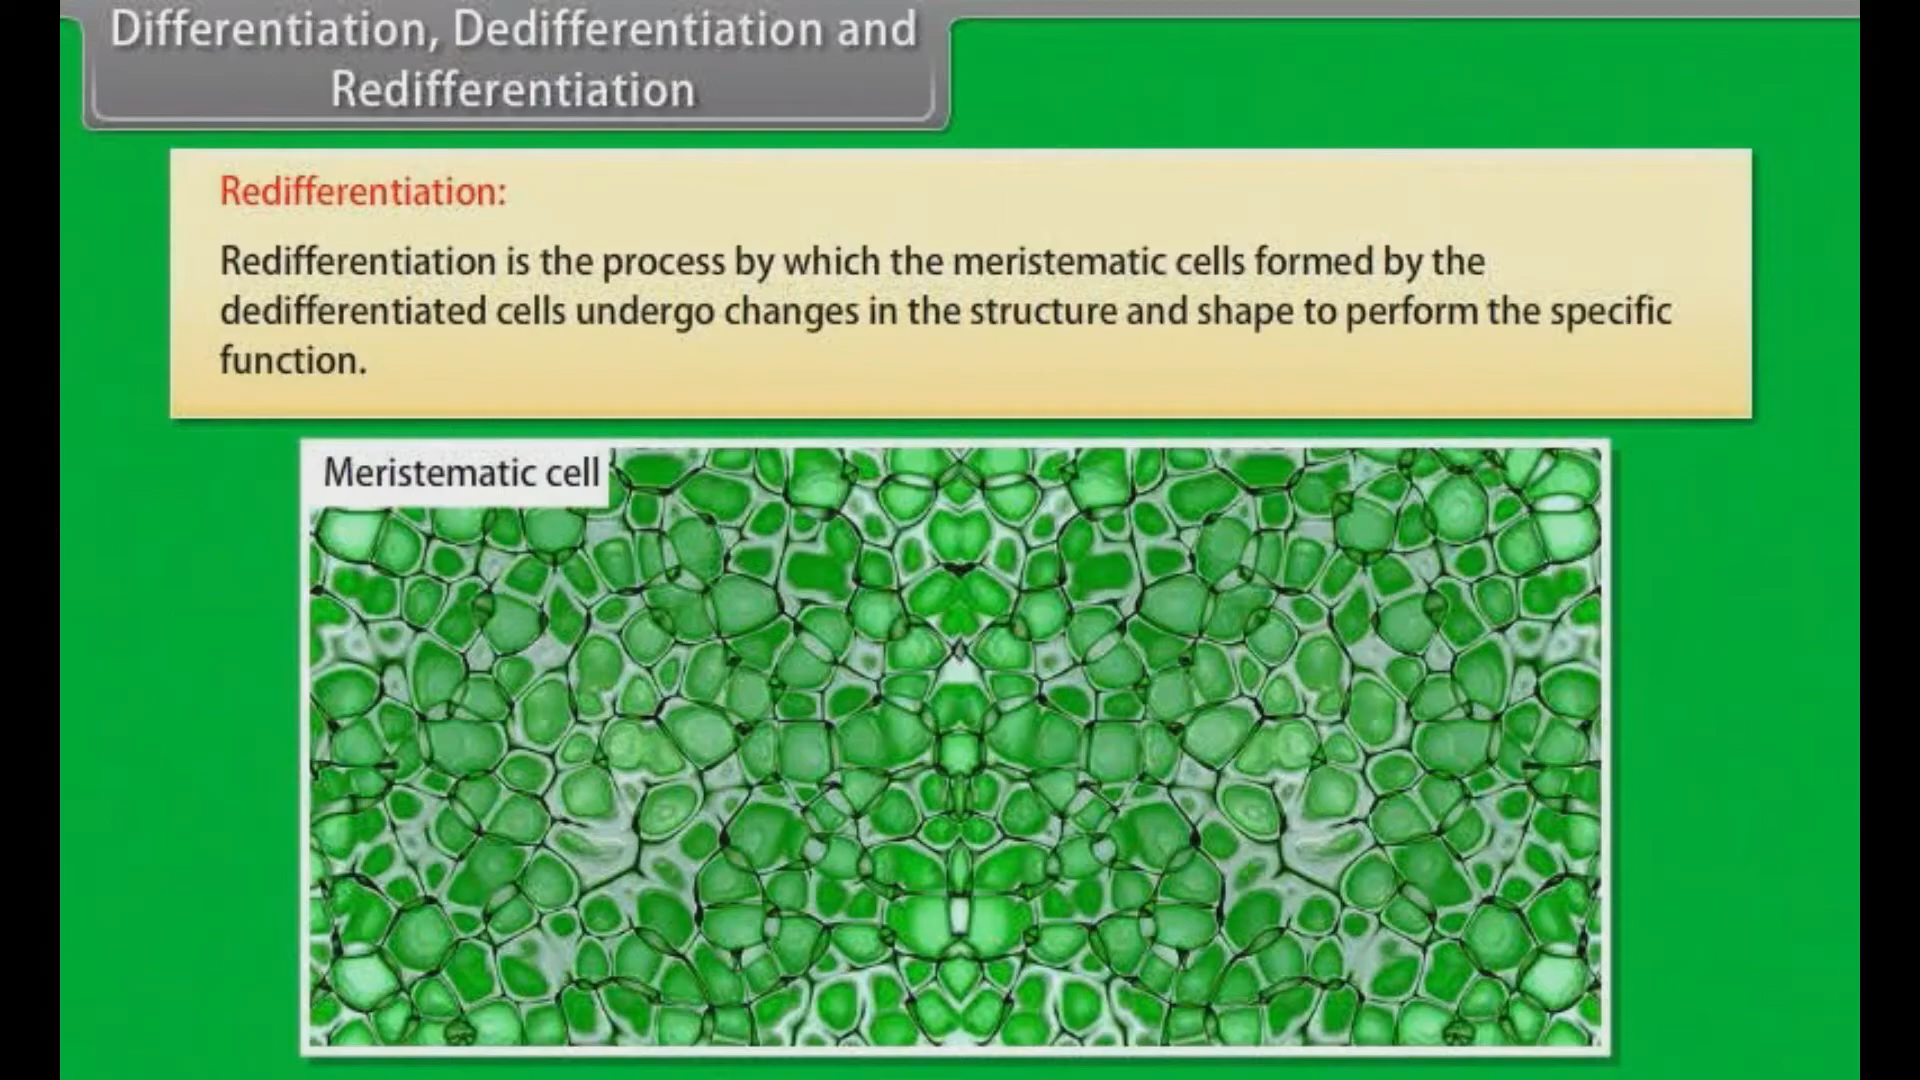 Differentiation, Dedifferentiation and
Redifferentiation
Redifferentiation:
Redifferentiation is the process by which the meristematic cells formed by the
dedifferentiated cells undergo changes in the structure and shape to perform the specific
function.
Meristematic cell